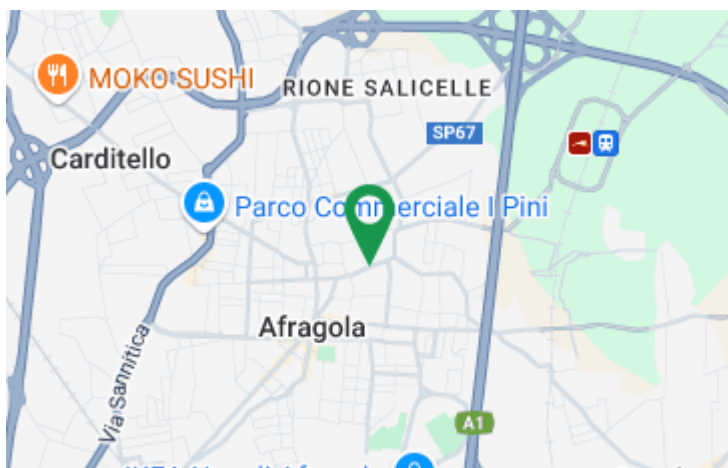 MOKO SUSHI
RIONE SALICELLE
SP67
Carditello
Parco Commerciale I Pini
Afragola
Via Sannitica
A1